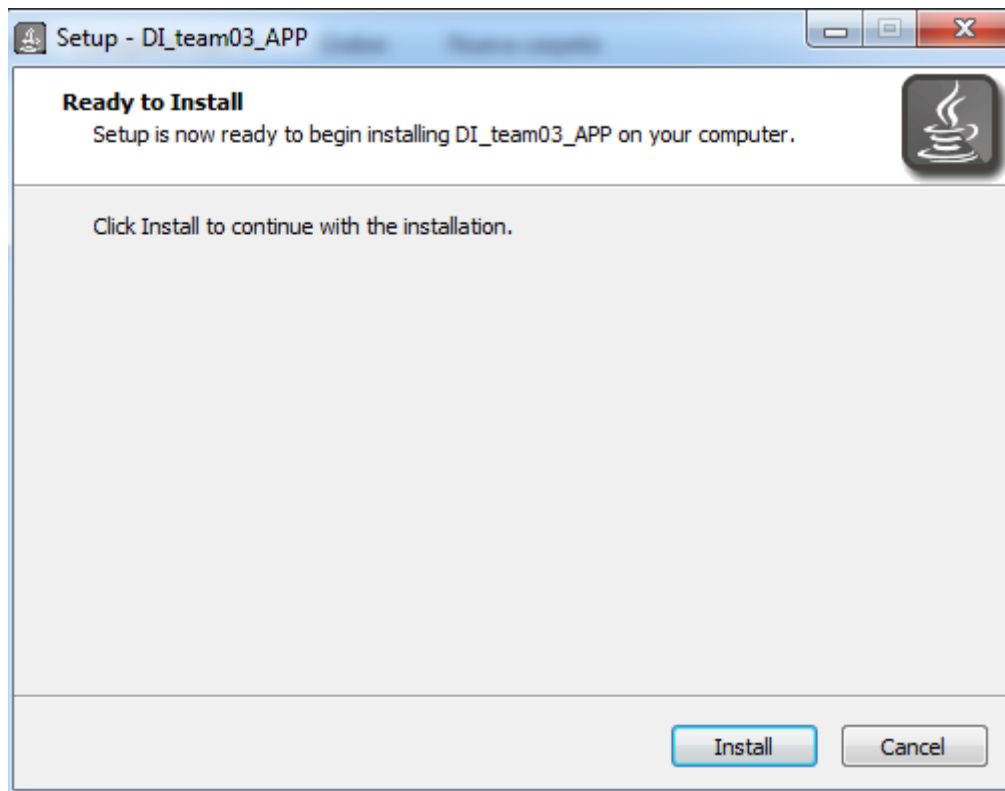 Setup - DI_team03_APP
Ready to Install
Setup is now ready to begin installing DI_team03_APP on your computer.
Click Install to continue with the installation.
Install Cancel